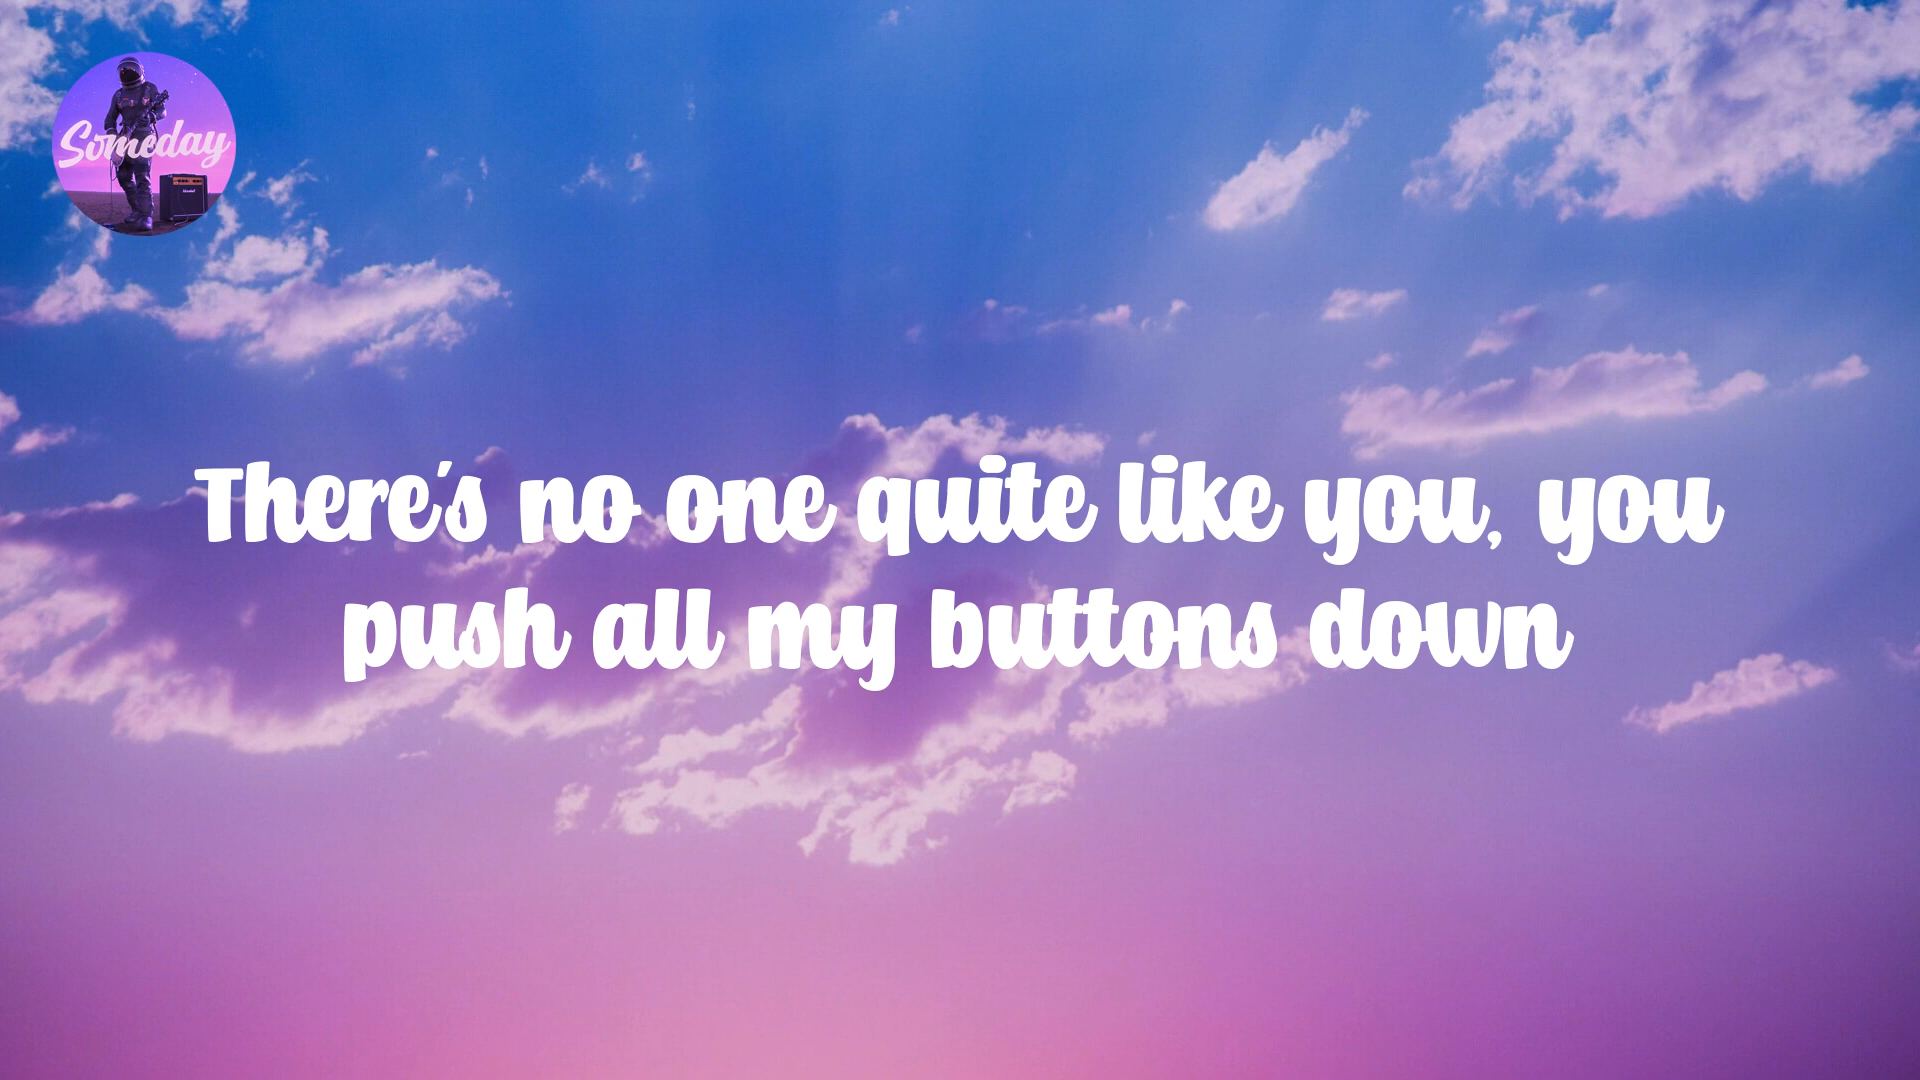 Someday
There's no one quite like you, you
push all my buttons down